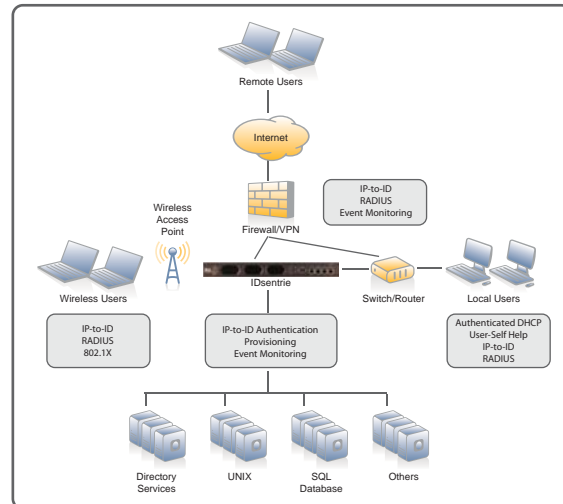 Remote Users
Internet
IP-to-ID
RADIUS
Event Monitoring
Wireless
Access
Point
Firewall/VPN
Wireless Users
IDsentrie
Switch/Router
Local Users
IP-to-ID
RADIUS
802.1X
IP-to-ID Authentication
Provisioning
Event Monitoring
Authenticated DHCP
User-Self Help
IP-to-ID
RADIUS
Directory
Services
UNIX
SQL
Database
Others